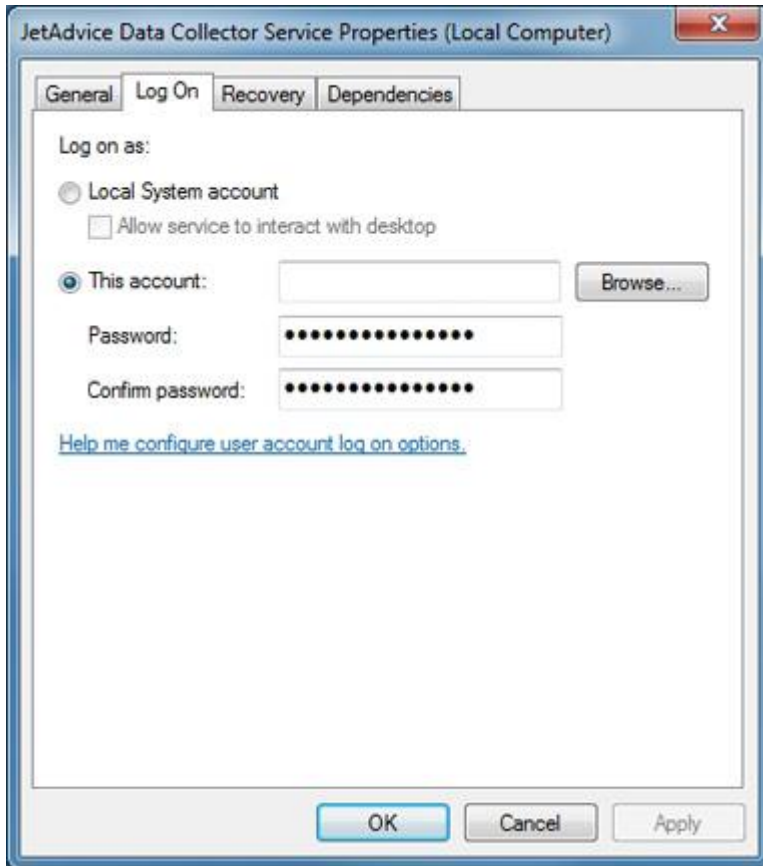 JetAdvice Data Collector Service Properties (Local Computer)
General Log On Recovery Dependencies
Log on as:
Local System account
Allow service to interact with desktop
This account: Browse...
Password: •••••••••••••••
Confirm password: •••••••••••••••
Help me configure user account log on options.
OK Cancel Apply